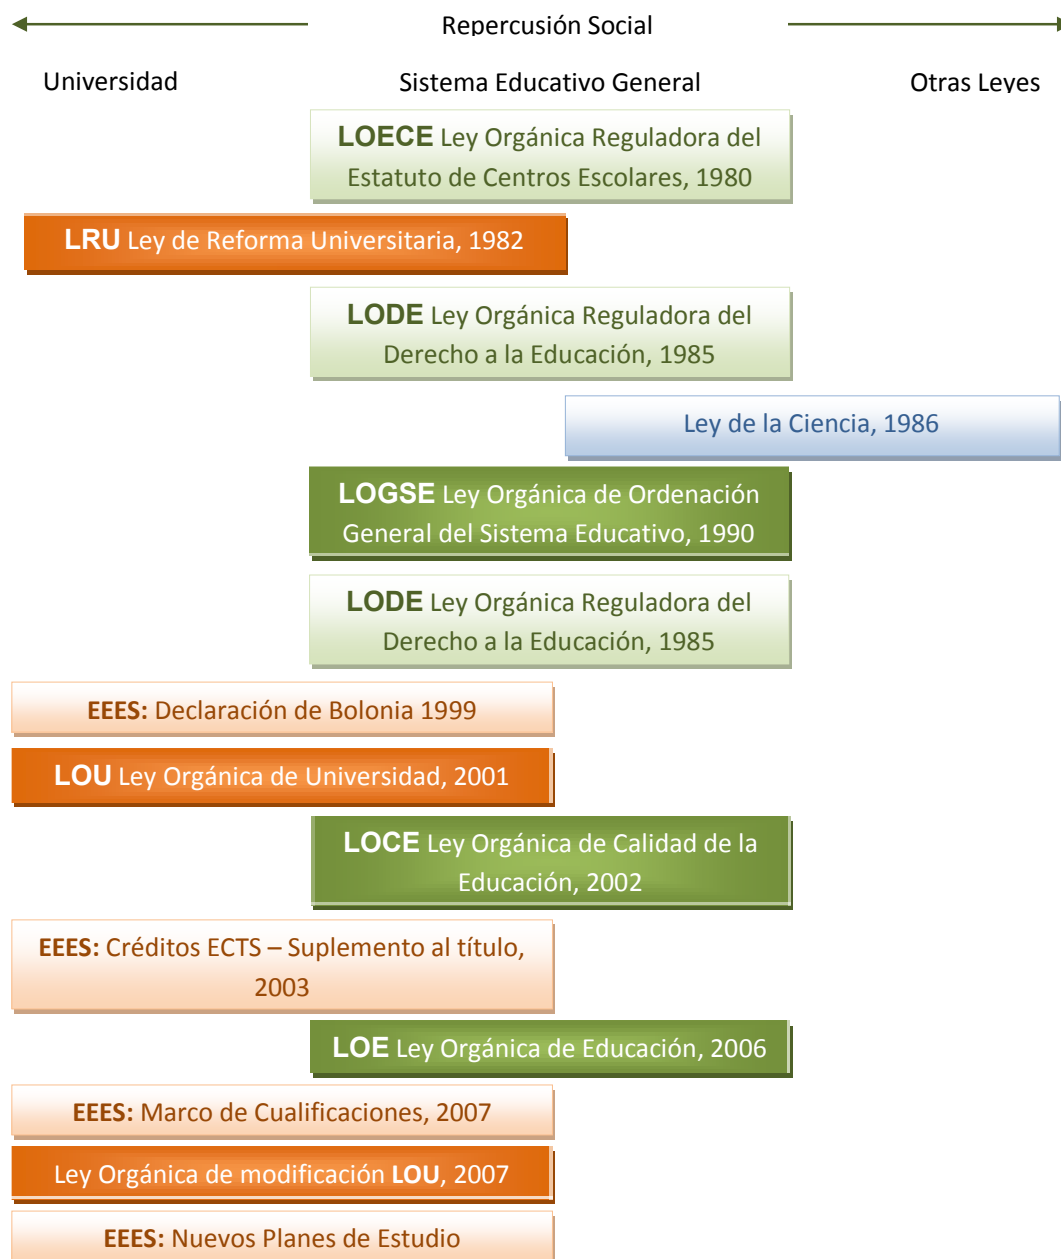 Repercusión Social
Universidad
Sistema Educativo General
Otras Leyes
LOECE Ley Orgánica Reguladora del
Estatuto de Centros Escolares, 1980
LRU Ley de Reforma Universitaria, 1982
LODE Ley Orgánica Reguladora del
Derecho a la Educación, 1985
Ley de la Ciencia, 1986
LOGSE Ley Orgánica de Ordenación
General del Sistema Educativo, 1990
LODE Ley Orgánica Reguladora del
Derecho a la Educación, 1985
EEES: Declaración de Bolonia 1999
LOU Ley Orgánica de Universidad, 2001
LOCE Ley Orgánica de Calidad de la
Educación, 2002
EEES: Créditos ECTS – Suplemento al título,
2003
LOE Ley Orgánica de Educación, 2006
EEES: Marco de Cualificaciones, 2007
Ley Orgánica de modificación LOU, 2007
EEES: Nuevos Planes de Estudio